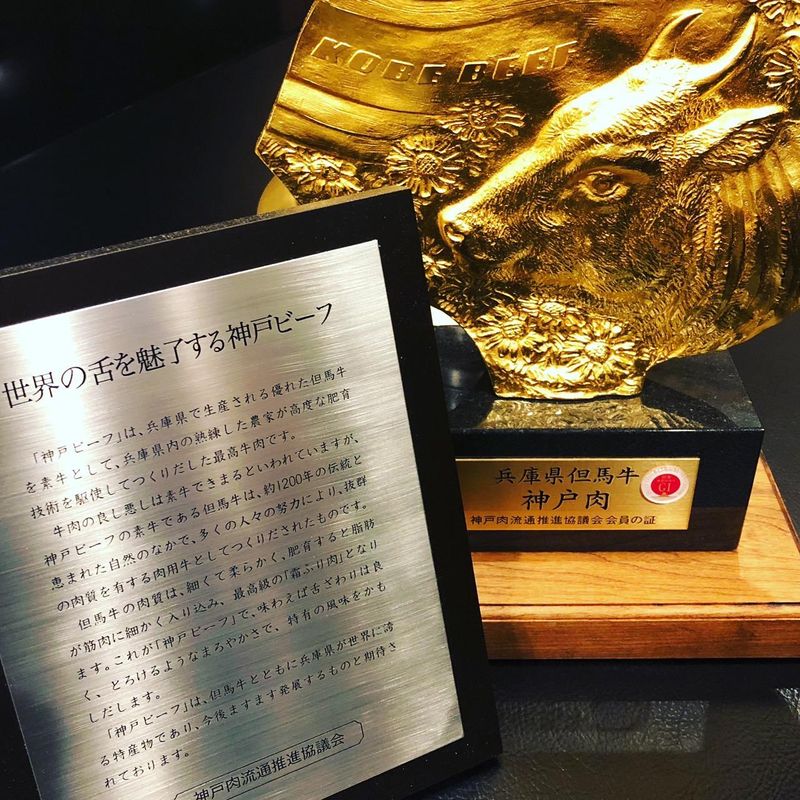 KOBE BEEF
世界の舌を魅了する神戸ビーフ
「神戸ビーフ」は、兵庫県で生産される優れた但馬牛
を素牛として、兵庫県内の熟練した農家が高度な肥育
技術を駆使してつくりだした最高牛肉です。
牛肉の良し悪しは素牛できまるといわれていますが、
神戸ビーフの素牛である但馬牛は、約1200年の伝統と
恵まれた自然のなかで、多くの人々の努力により、抜群
の肉質を有する肉用牛としてつくりだされたものです。
但馬牛の肉質は、細くて柔らかく、肥育すると脂肪
が筋肉に細かく入り込み、最高級の「霜ふり肉」となり
ます。これが「神戸ビーフ」で、味わえば舌ざわりは良
く、とろけるようなまろやかさで、特有の風味をかも
しだします。
「神戸ビーフ」は、但馬牛とともに兵庫県が世界に誇
る特産物であり、今後ますます発展するものと期待さ
れております。
神戸肉流通推進協議会
兵庫県但馬牛
神戸肉
神戸肉流通推進協議会会員の証
GI